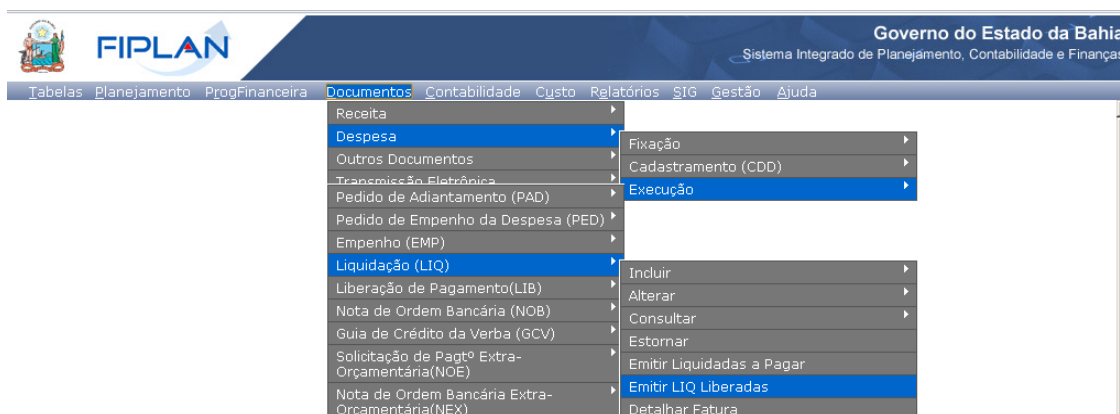 FIPLAN
Governo do Estado da Bahia
Sistema Integrado de Planejamento, Contabilidade e Finanças
Tabelas Planejamento ProgFinanceira Documentos Contabilidade Custo Relatórios SIG Gestão Ajuda
Receita
Despesa
Outros Documentos
Transmissão Eletrônica
Fixação
Cadastramento (CDD)
Execução
Pedido de Adiantamento (PAD)
Pedido de Empenho da Despesa (PED)
Empenho (EMP)
Liquidação (LIQ)
Liberação de Pagamento(LIB)
Nota de Ordem Bancária (NOB)
Guia de Crédito da Verba (GCV)
Solicitação de Pagtº Extra-
Orçamentária(NOE)
Nota de Ordem Bancária Extra-
Orçamentária(NEX)
Incluir
Alterar
Consultar
Estornar
Emitir Liquidadas a Pagar
Emitir LIQ Liberadas
Detalhar Fatura